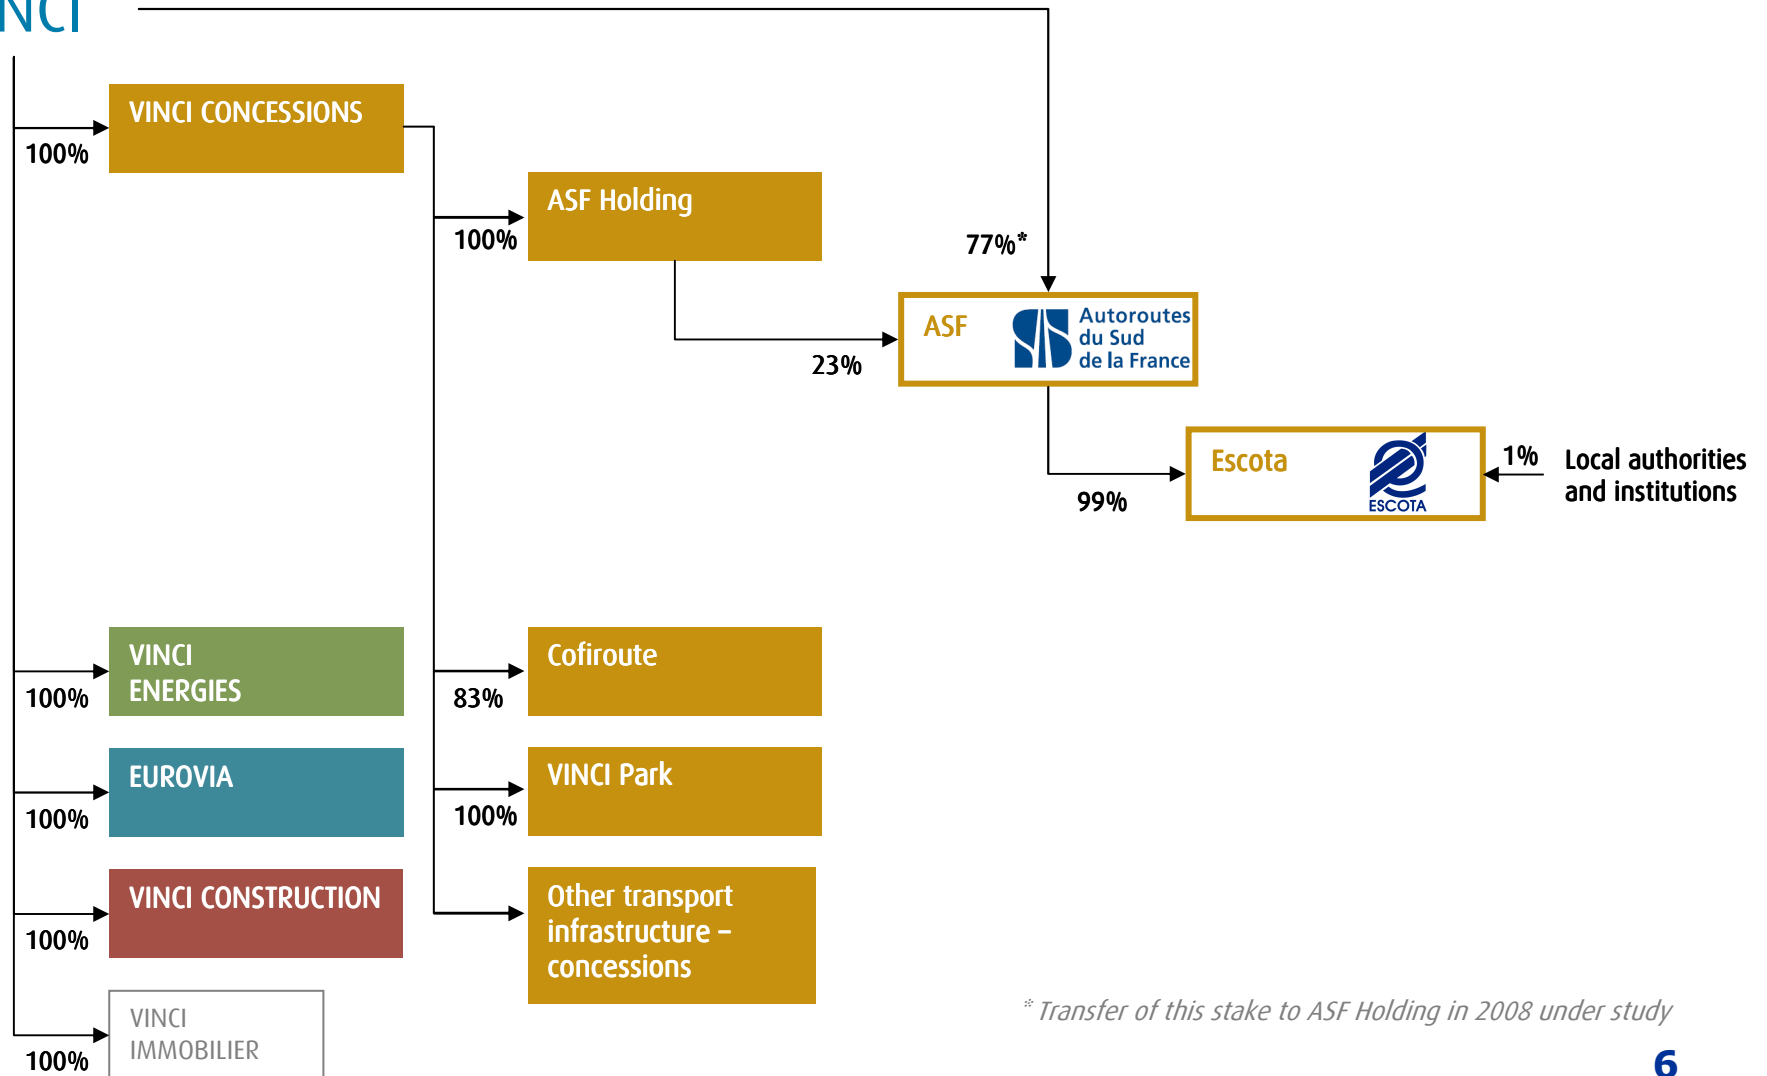 NCI
VINCI CONCESSIONS
100%
ASF Holding
100%
77%*
ASF
Autoroutes
du Sud
de la France
23%
Escota
ESCOTA
1%
Local authorities
and institutions
99%
VINCI
ENERGIES
100%
Cofiroute
83%
EUROVIA
100%
VINCI Park
100%
VINCI CONSTRUCTION
100%
Other transport
infrastructure –
concessions
VINCI
IMMOBILIER
100%
* Transfer of this stake to ASF Holding in 2008 under study
6